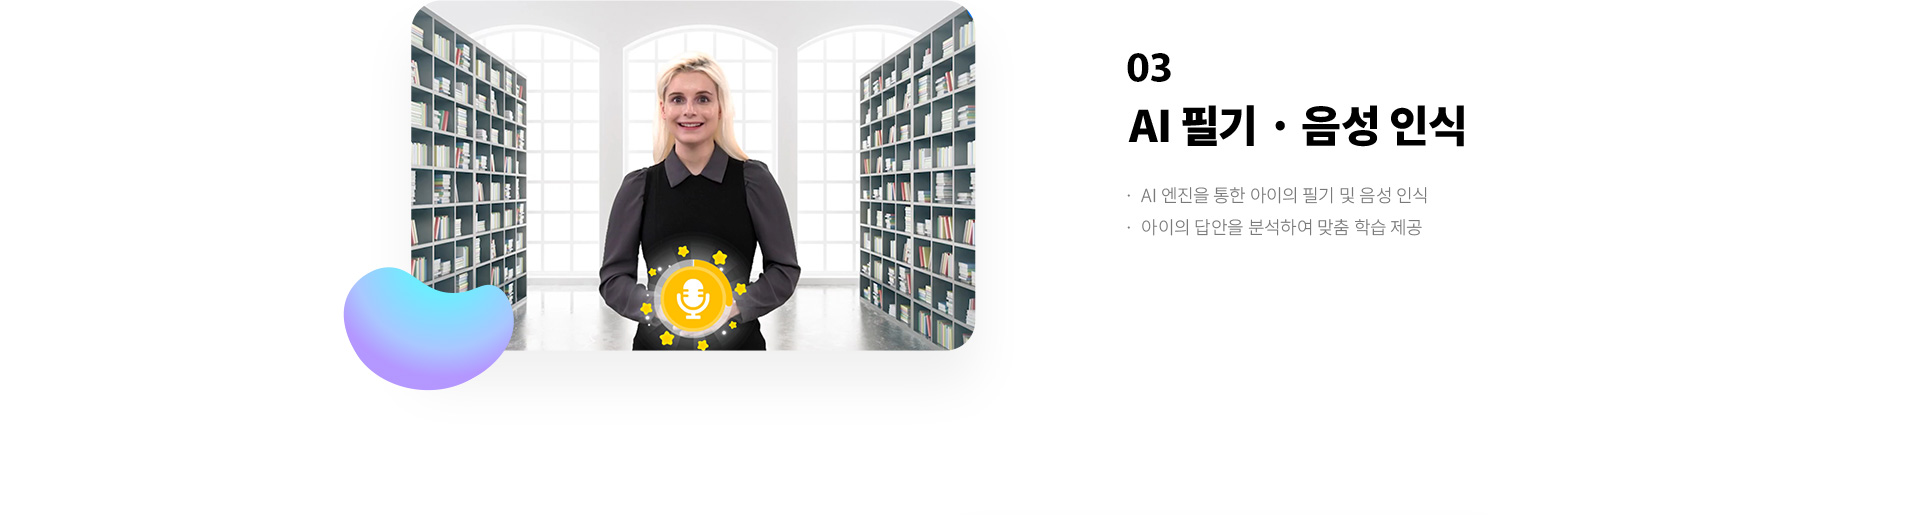 03
AI 필기 · 음성 인식
· AI 엔진을 통한 아이의 필기 및 음성 인식
· 아이의 답안을 분석하여 맞춤 학습 제공